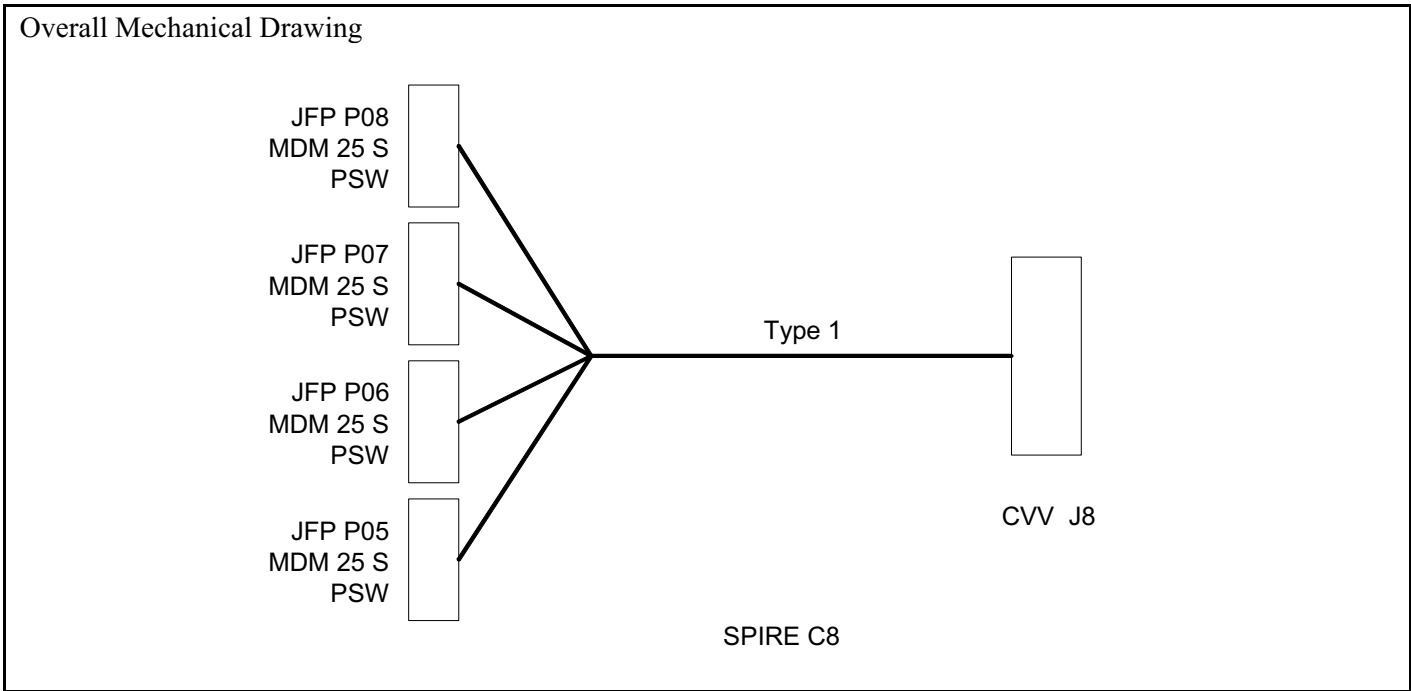 Overall Mechanical Drawing
JFP P08
MDM 25 S
PSW
JFP P07
MDM 25 S
PSW
JFP P06
MDM 25 S
PSW
JFP P05
MDM 25 S
PSW
Type 1
CVV J8
SPIRE C8